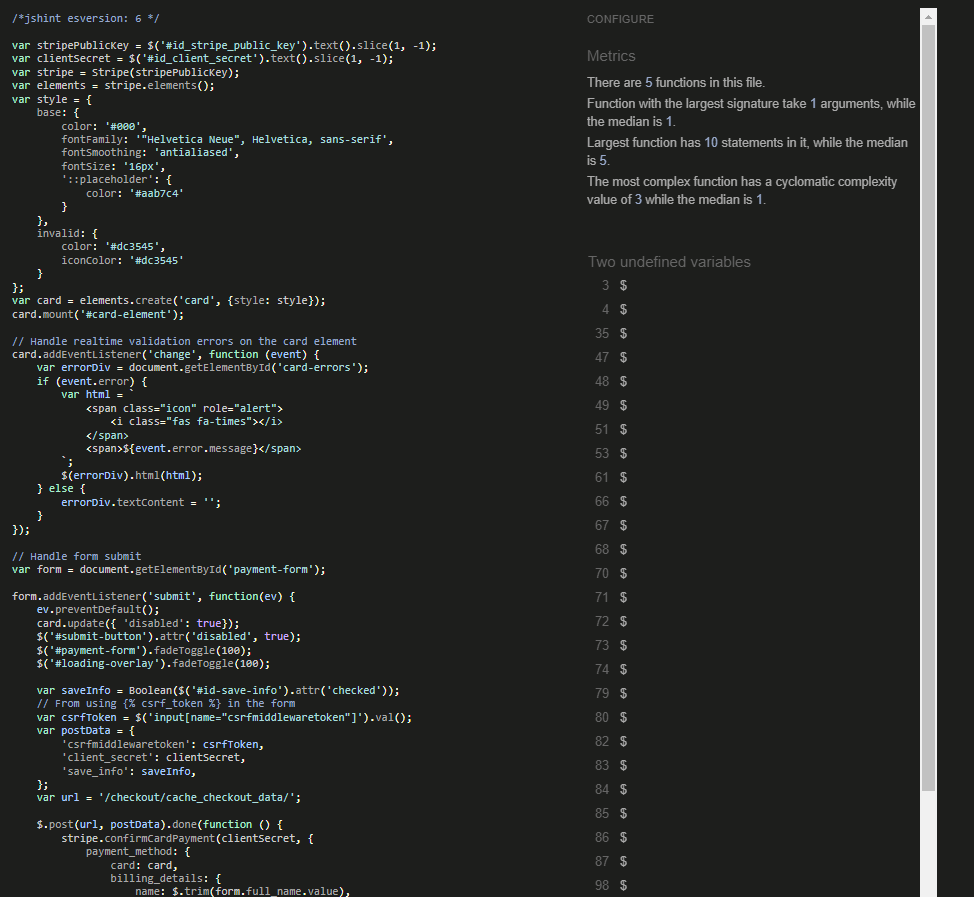 /*jshint esversion: 6 */
var stripePublicKey = $('#id_stripe_public_key').text().slice(1, -1);
var clientSecret = $('#id_client_secret').text().slice(1, -1);
var stripe = Stripe(stripePublicKey);
var elements = stripe.elements();
var style = {
base: {
color: '#000',
fontFamily: '"Helvetica Neue", Helvetica, sans-serif',
fontSmoothing: 'antialiased',
fontSize: '16px',
'::placeholder': {
color: '#aab7c4'
}
},
invalid: {
color: '#dc3545',
iconColor: '#dc3545'
}
};
var card = elements.create('card', {style: style});
card.mount('#card-element');
// Handle realtime validation errors on the card element
card.addEventListener('change', function (event) {
var errorDiv = document.getElementById('card-errors');
if (event.error) {
var html = `
<span class="icon" role="alert">
<i class="fas fa-times"></i>
</span>
<span>${event.error.message}</span>
`;
$(errorDiv).html(html);
} else {
errorDiv.textContent = '';
}
});
// Handle form submit
var form = document.getElementById('payment-form');
form.addEventListener('submit', function(ev) {
ev.preventDefault();
card.update({ 'disabled': true});
$('#submit-button').attr('disabled', true);
$('#payment-form').fadeToggle(100);
$('#loading-overlay').fadeToggle(100);
var saveInfo = Boolean($('#id-save-info').attr('checked'));
// From using {% csrf_token %} in the form
var csrfToken = $('input[name="csrfmiddlewaretoken"]').val();
var postData = {
'csrfmiddlewaretoken': csrfToken,
'client_secret': clientSecret,
'save_info': saveInfo,
};
var url = '/checkout/cache_checkout_data/';
$.post(url, postData).done(function () {
stripe.confirmCardPayment(clientSecret, {
payment_method: {
card: card,
billing_details: {
name: $.trim(form.full_name.value),
CONFIGURE
Metrics
There are 5 functions in this file.
Function with the largest signature take 1 arguments, while
the median is 1.
Largest function has 10 statements in it, while the median
is 5.
The most complex function has a cyclomatic complexity
value of 3 while the median is 1.
Two undefined variables
3 $
4 $
35 $
47 $
48 $
49 $
51 $
53 $
61 $
66 $
67 $
68 $
70 $
71 $
72 $
73 $
74 $
79 $
80 $
82 $
83 $
84 $
85 $
86 $
87 $
98 $